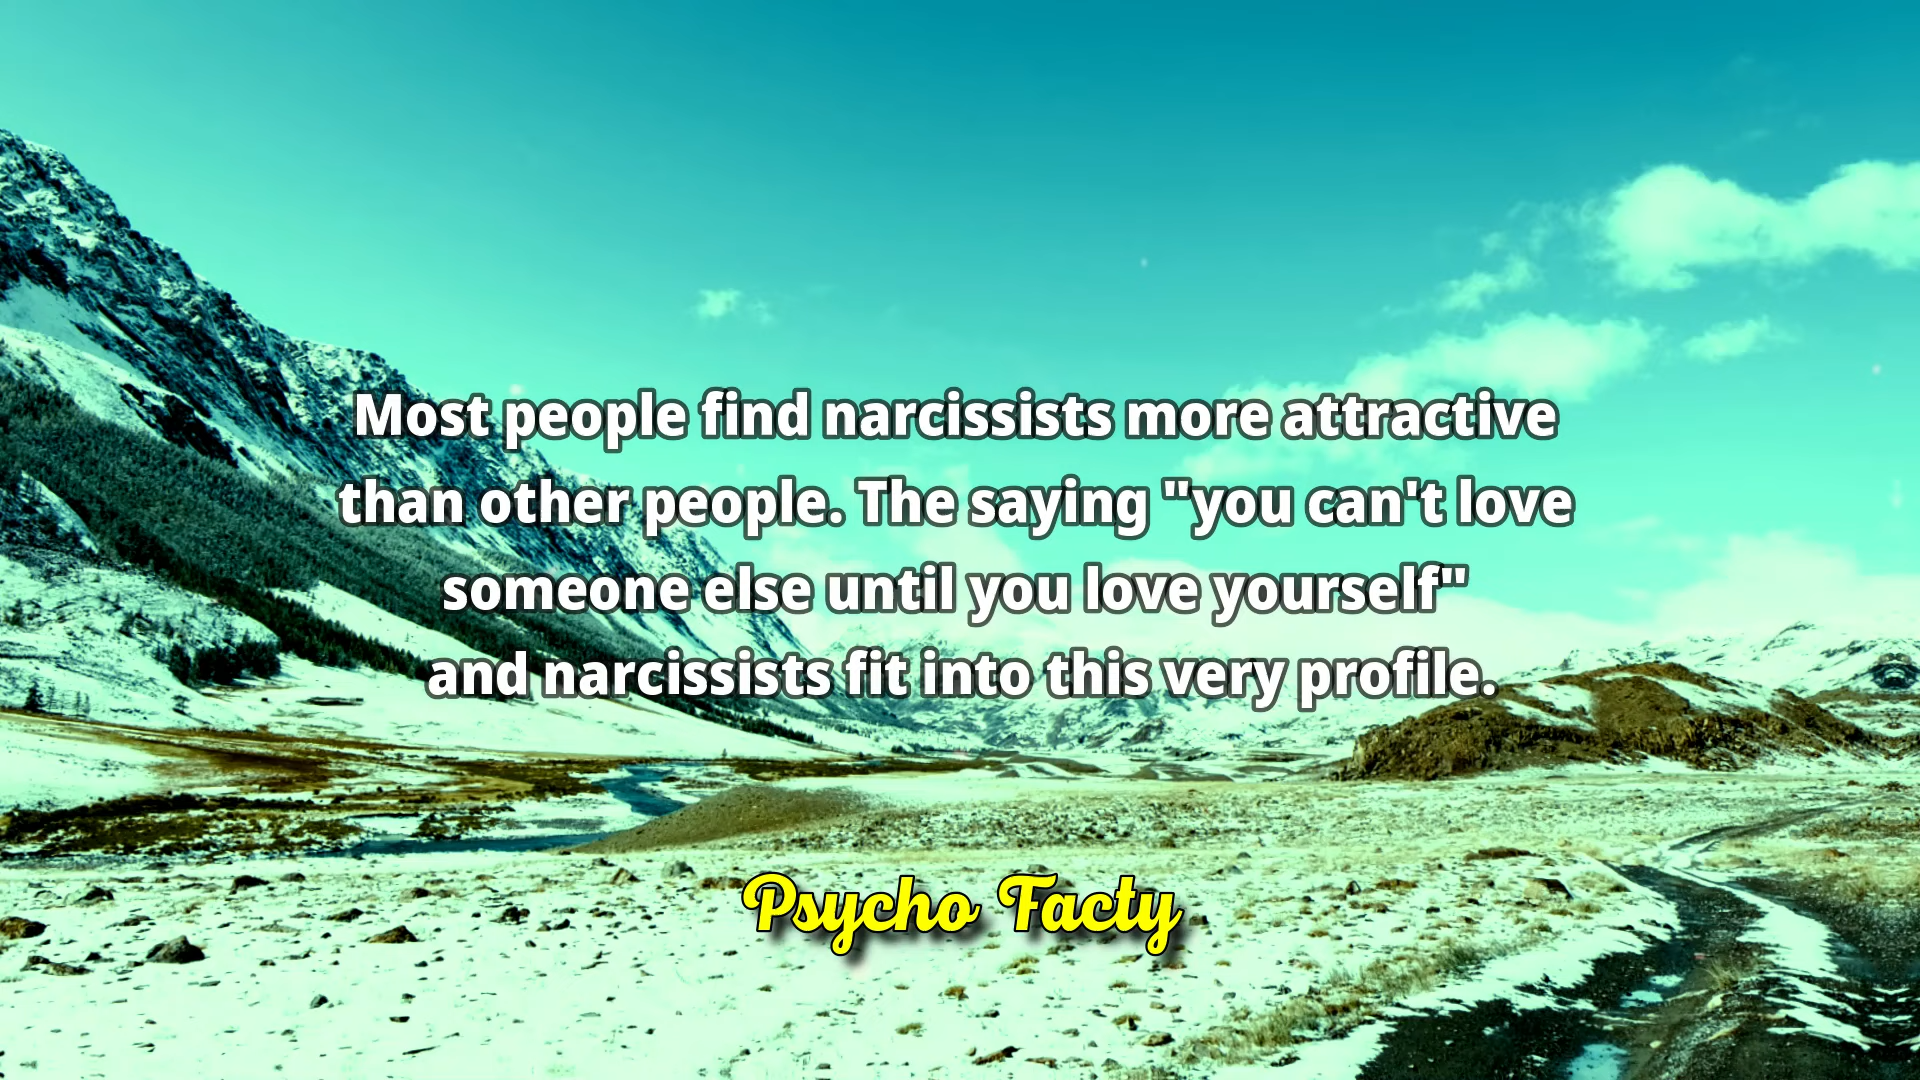 Most people find narcissists more attractive
than other people. The saying "you can't love
someone else until you love yourself"
and narcissists fit into this very profile.
Psycho Facty